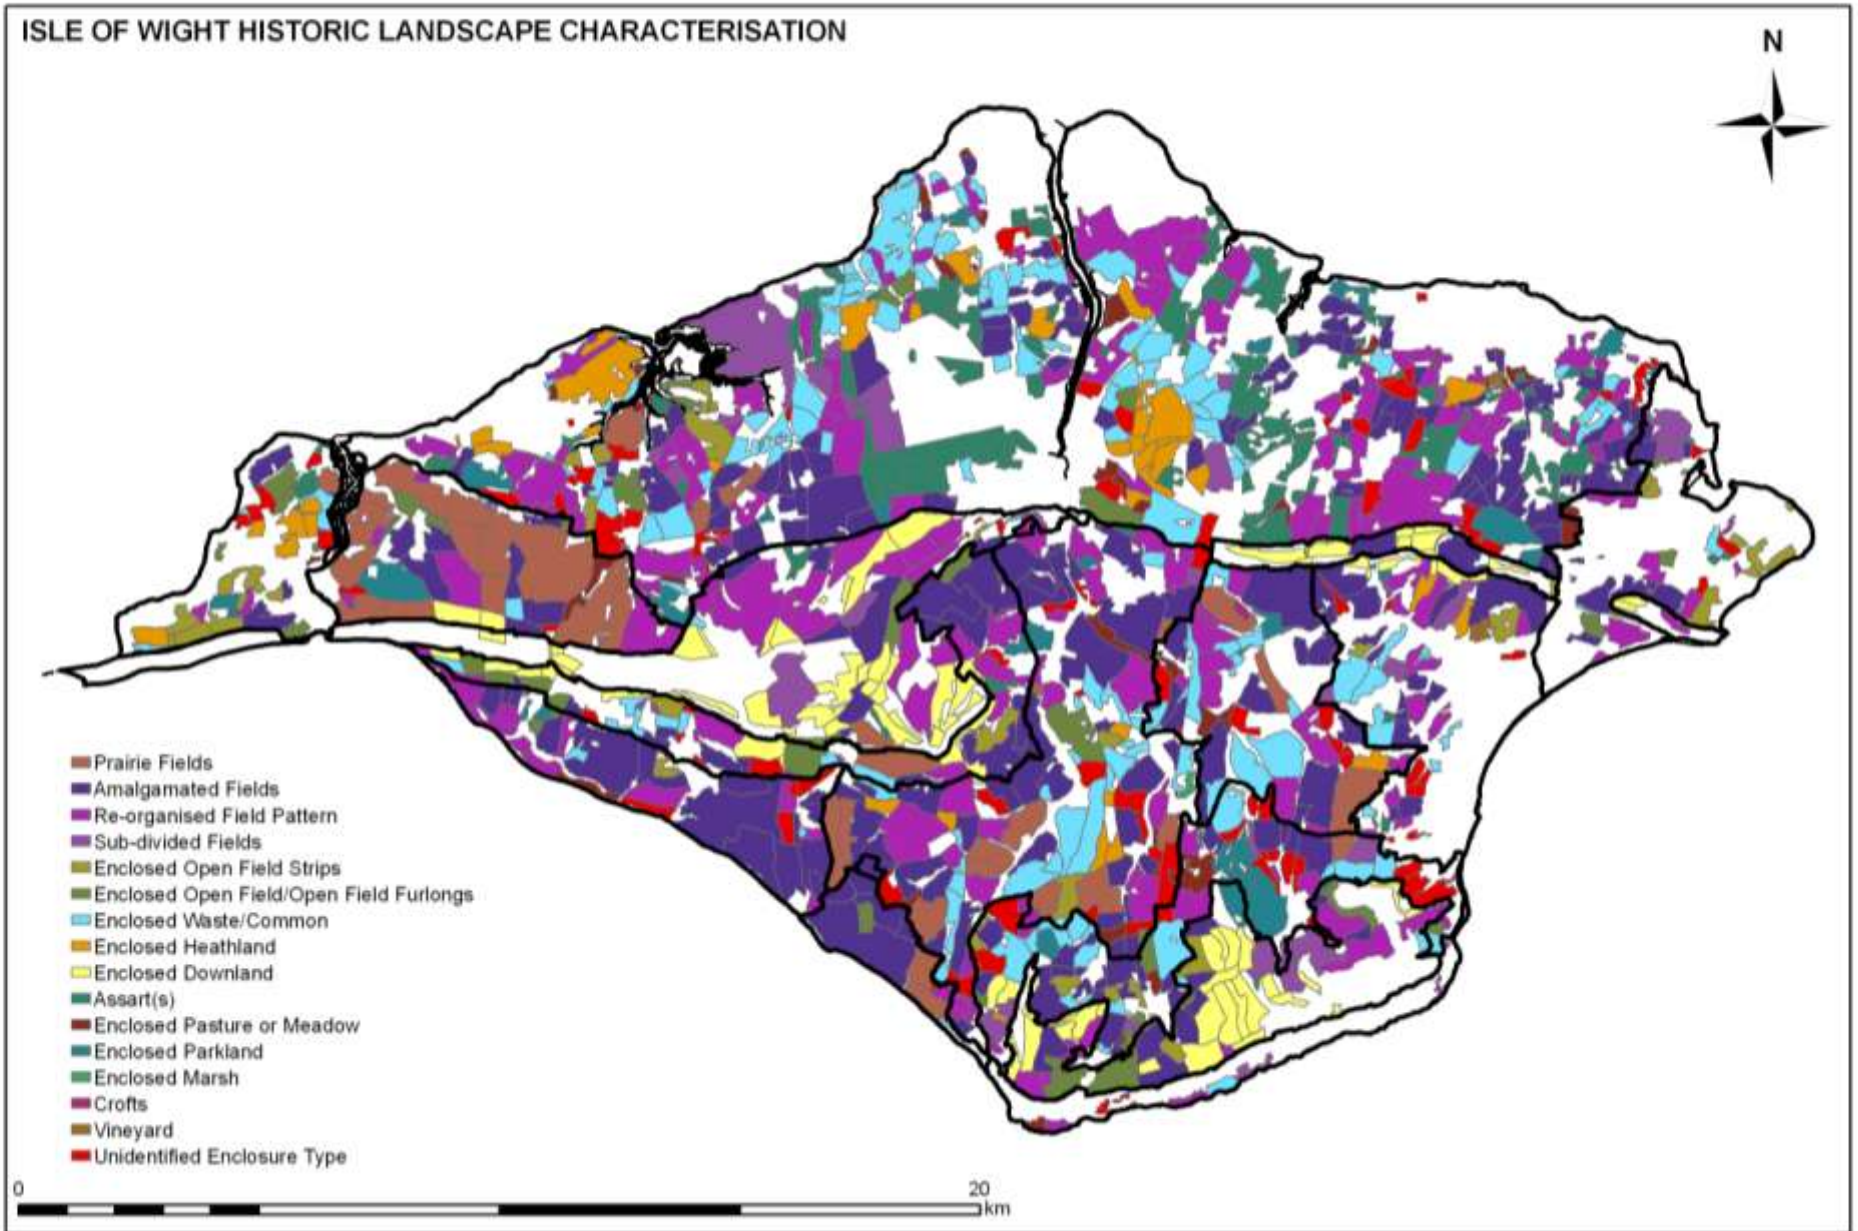 ISLE OF WIGHT HISTORIC LANDSCAPE CHARACTERISATION
N
Prairie Fields
Amalgamated Fields
Re-organised Field Pattern
Sub-divided Fields
Enclosed Open Field Strips
Enclosed Open Field/Open Field Furlongs
Enclosed Waste/Common
Enclosed Heathland
Enclosed Downland
Assart(s)
Enclosed Pasture or Meadow
Enclosed Parkland
Enclosed Marsh
Crofts
Vineyard
Unidentified Enclosure Type
0 20
km